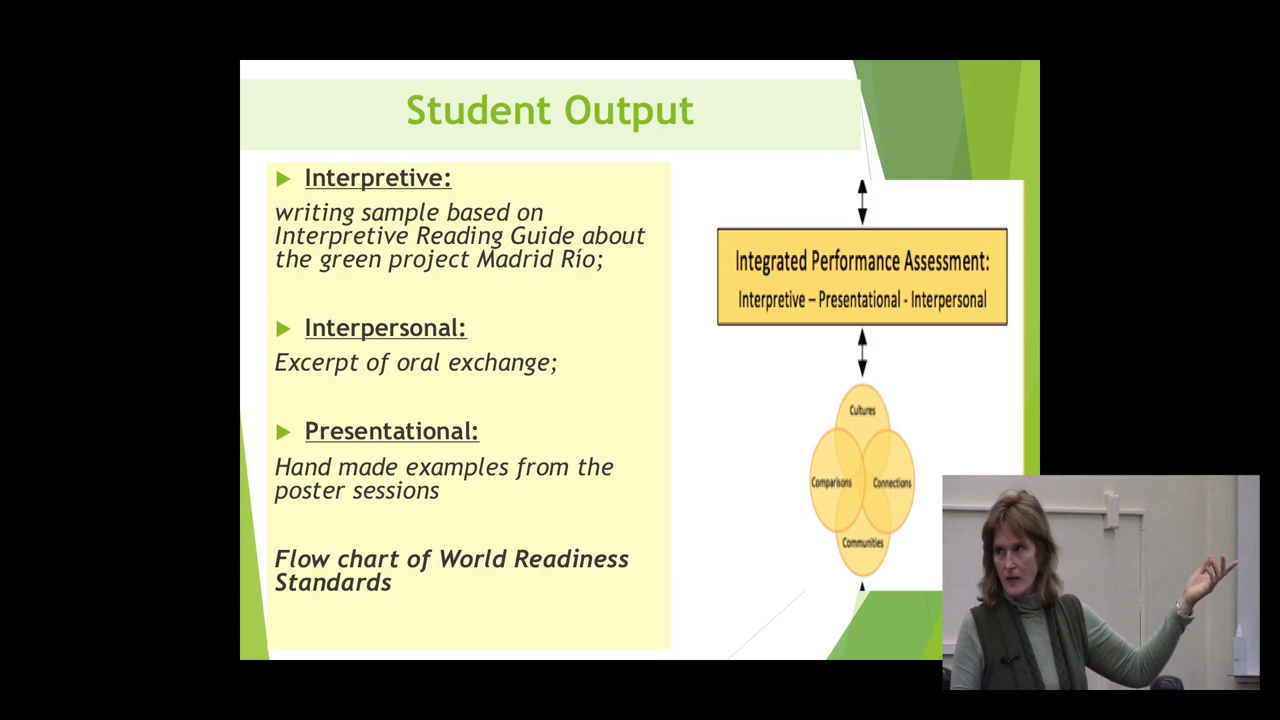 Student Output
Interpretive:
writing sample based on
Interpretive Reading Guide about
the green project Madrid Río;
Interpersonal:
Excerpt of oral exchange;
Presentational:
Hand made examples from the
poster sessions
Flow chart of World Readiness
Standards
Integrated Performance Assessment:
Interpretive – Presentational - Interpersonal
Cultures
Comparisons
Connections
Communities